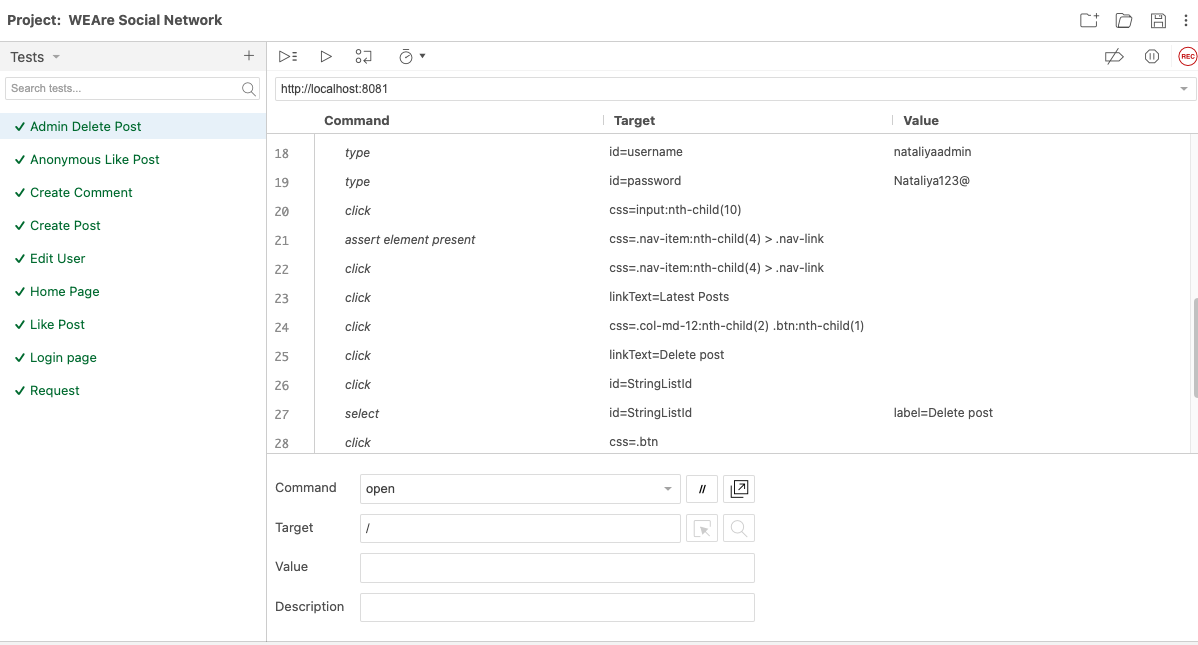 Project: WEAre Social Network
Tests
+
Search tests...
Admin Delete Post
Anonymous Like Post
Create Comment
Create Post
Edit User
Home Page
Like Post
Login page
Request
REC
http://localhost:8081
Command Target Value
18 type id=username nataliyaadmin
19 type id=password Nataliya123@
20 click css=input:nth-child(10)
21 assert element present css=.nav-item:nth-child(4) > .nav-link
22 click css=.nav-item:nth-child(4) > .nav-link
23 click linkText=Latest Posts
24 click css=.col-md-12:nth-child(2) .btn:nth-child(1)
25 click linkText=Delete post
26 click id=StringListId
27 select id=StringListId label=Delete post
28 click css=.btn
Command open //
Target /
Value
Description